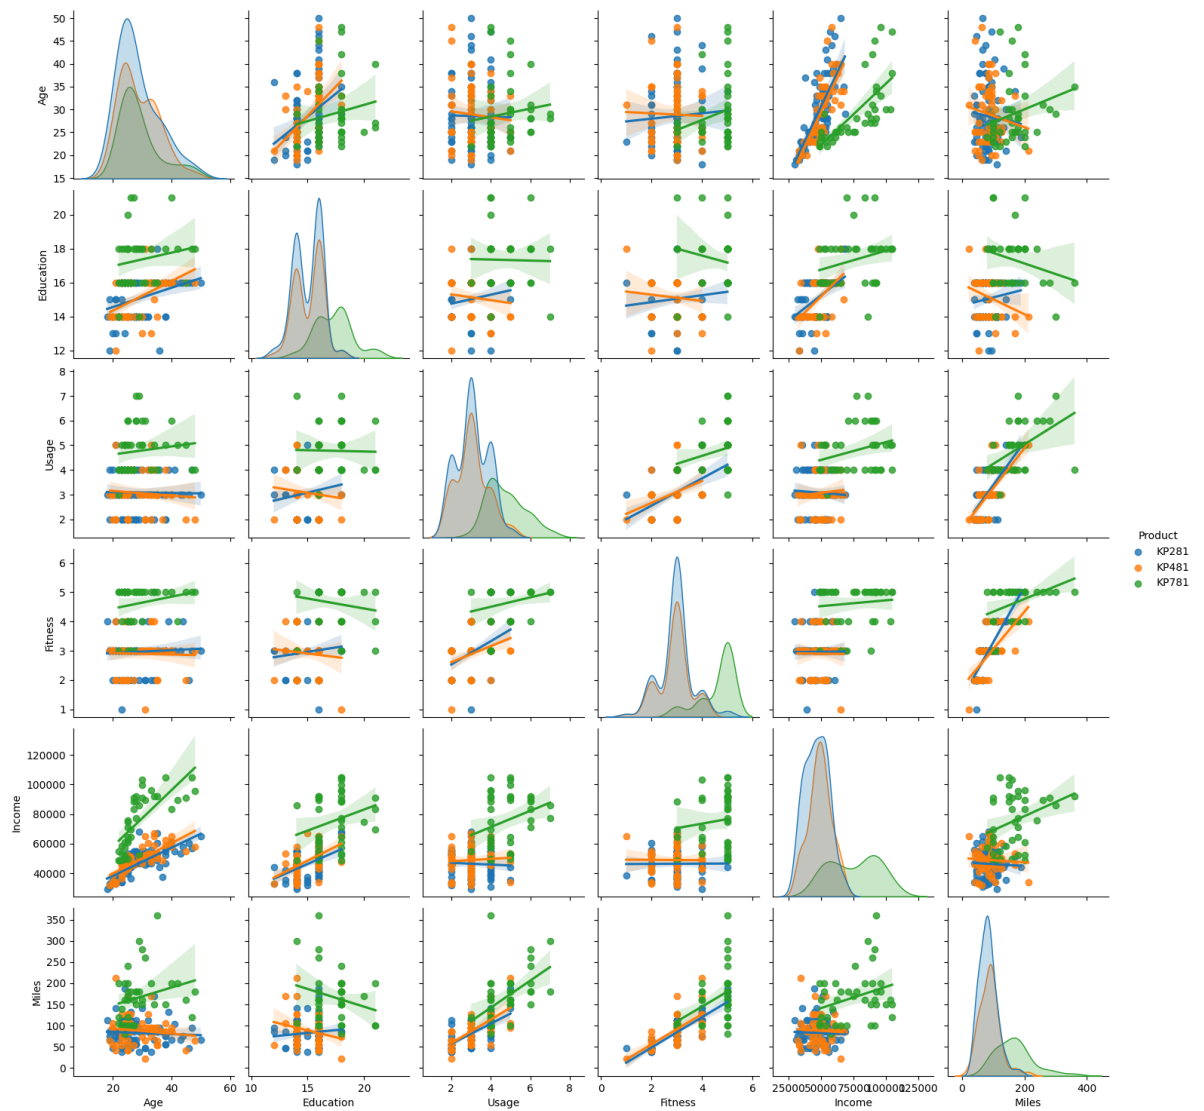 50
45
40
35
30
25
20
15
Age
20
18
16
14
12
Education
8
7
6
5
4
3
2
Usage
6
5
4
3
2
1
Fitness
Product
KP281
KP481
KP781
120000
100000
80000
60000
40000
Income
350
300
250
200
150
100
50
0
Miles
20 40 60
10 15 20
2 4 6 8
0 2 4 6
25000 50000 75000 100000 125000
0 200 400
Age Education Usage Fitness Income Miles